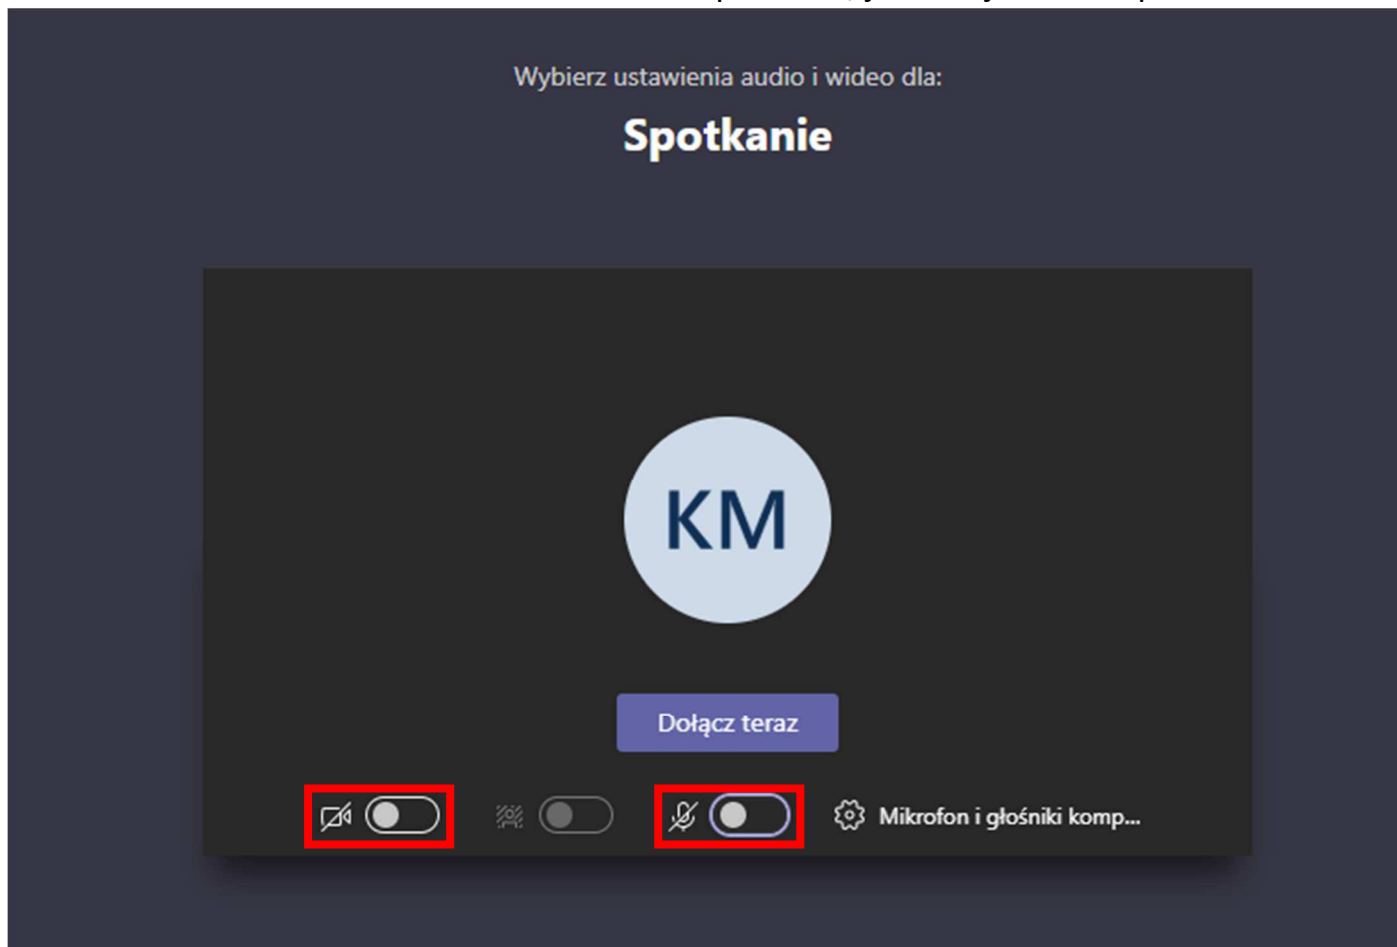 Wybierz ustawienia audio i wideo dla:
Spotkanie
KM
Dołącz teraz
Mikrofon i głośniki komp...